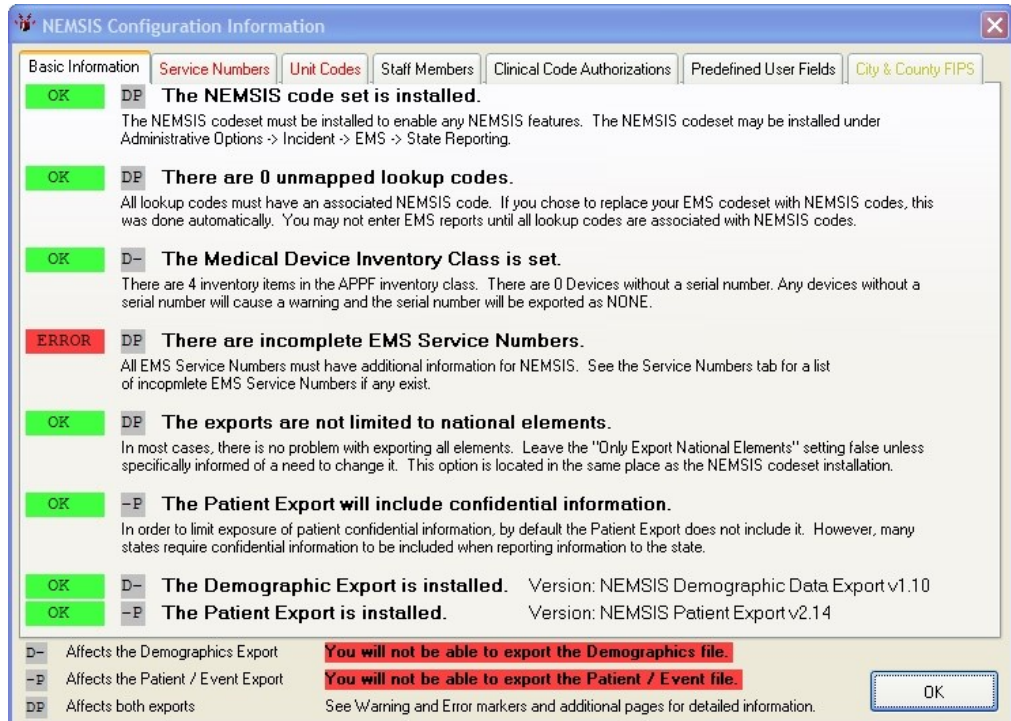 NEMSIS Configuration Information
Basic Information Service Numbers Unit Codes Staff Members Clinical Code Authorizations Predefined User Fields City & County FIPS
OK DP The NEMSIS code set is installed.
The NEMSIS codeset must be installed to enable any NEMSIS features. The NEMSIS codeset may be installed under
Administrative Options -> Incident -> EMS -> State Reporting.
OK DP There are 0 unmapped lookup codes.
All lookup codes must have an associated NEMSIS code. If you chose to replace your EMS codeset with NEMSIS codes, this
was done automatically. You may not enter EMS reports until all lookup codes are associated with NEMSIS codes.
OK D- The Medical Device Inventory Class is set.
There are 4 inventory items in the APPF inventory class. There are 0 Devices without a serial number. Any devices without a
serial number will cause a warning and the serial number will be exported as NONE.
ERROR DP There are incomplete EMS Service Numbers.
All EMS Service Numbers must have additional information for NEMSIS. See the Service Numbers tab for a list
of incopmlete EMS Service Numbers if any exist.
OK DP The exports are not limited to national elements.
In most cases, there is no problem with exporting all elements. Leave the "Only Export National Elements" setting false unless
specifically informed of a need to change it. This option is located in the same place as the NEMSIS codeset installation.
OK -P The Patient Export will include confidential information.
In order to limit exposure of patient confidential information, by default the Patient Export does not include it. However, many
states require confidential information to be included when reporting information to the state.
OK D- The Demographic Export is installed. Version: NEMSIS Demographic Data Export v1.10
OK -P The Patient Export is installed. Version: NEMSIS Patient Export v2.14
D- Affects the Demographics Export You will not be able to export the Demographics file.
-P Affects the Patient / Event Export You will not be able to export the Patient / Event file.
DP Affects both exports See Warning and Error markers and additional pages for detailed information.
OK